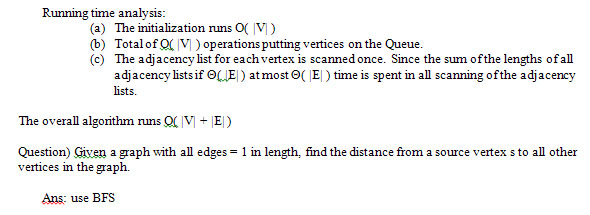 Running time analysis:
(a) The initialization runs O( |V| )
(b) Total of O( |V| ) operations putting vertices on the Queue.
(c) The adjacency list for each vertex is scanned once. Since the sum of the lengths of all
adjacency lists if Θ( |E| ) at most Θ( |E| ) time is spent in all scanning of the adjacency
lists.
The overall algorithm runs O( |V| + |E| )
Question) Given a graph with all edges = 1 in length, find the distance from a source vertex s to all other
vertices in the graph.
Ans: use BFS